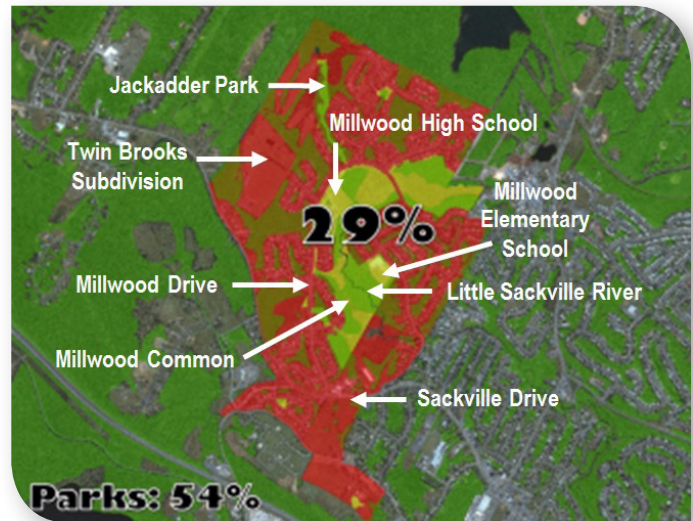 Jackadder Park
Millwood High School
Twin Brooks
Subdivision
Millwood
Elementary
School
29%
Millwood Drive
Little Sackville River
Millwood Common
Sackville Drive
Parks: 54%